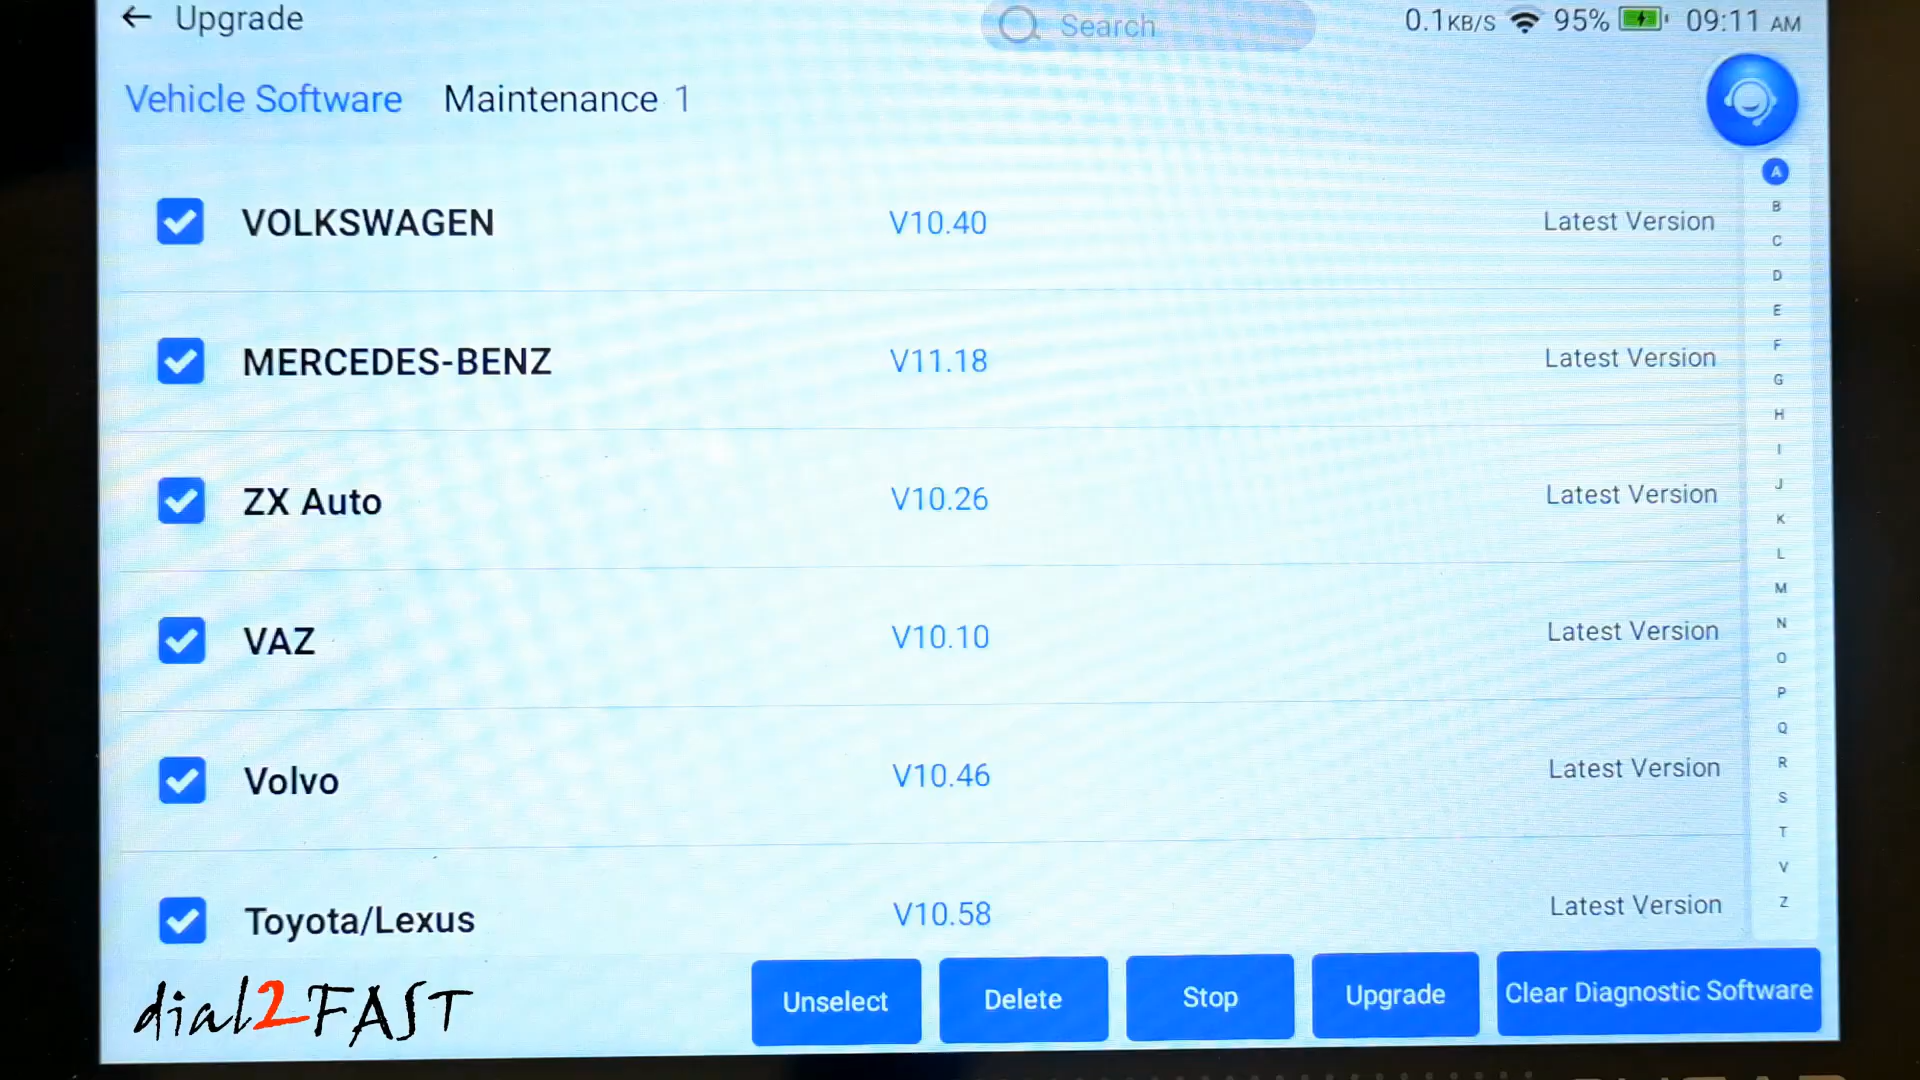 Upgrade
Search
0.1KB/S 95% 09:11 AM
Vehicle Software Maintenance 1
VOLKSWAGEN V10.40 Latest Version
MERCEDES-BENZ V11.18 Latest Version
ZX Auto V10.26 Latest Version
VAZ V10.10 Latest Version
Volvo V10.46 Latest Version
Toyota/Lexus V10.58 Latest Version
A
B
C
D
E
F
G
H
I
J
K
L
M
N
O
P
Q
R
S
T
V
Z
Unselect Delete Stop Upgrade Clear Diagnostic Software
dial2FAST